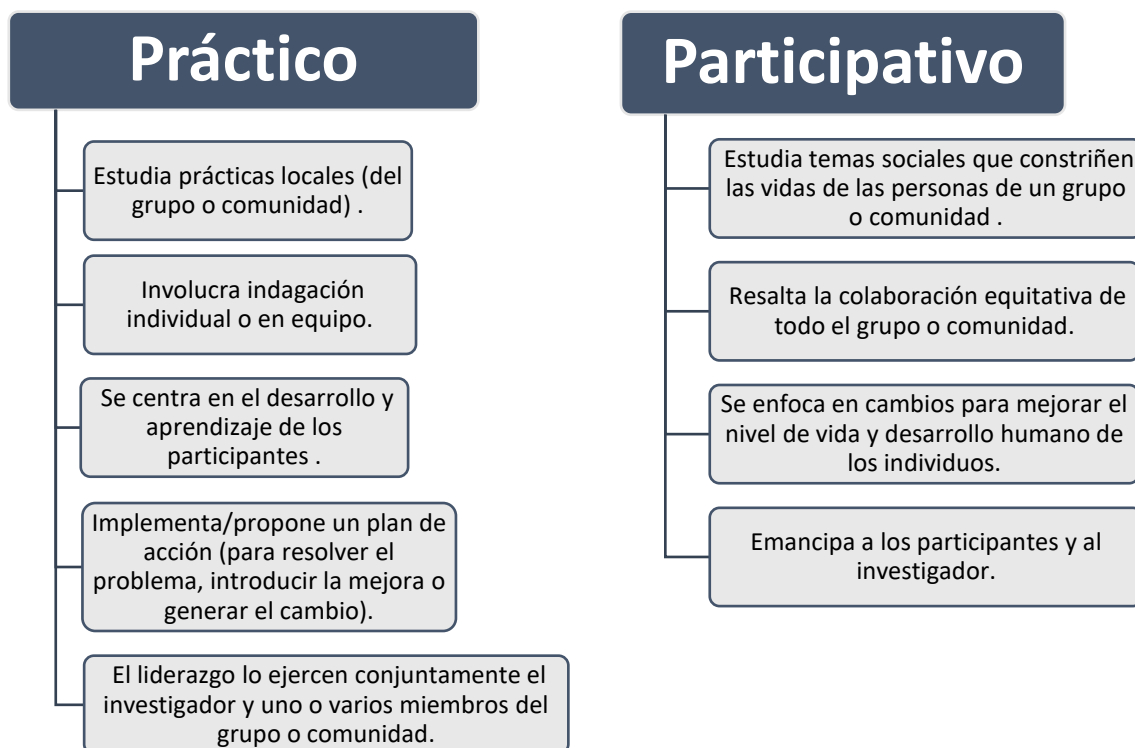 Práctico
Estudia prácticas locales (del
grupo o comunidad) .
Involucra indagación
individual o en equipo.
Se centra en el desarrollo y
aprendizaje de los
participantes .
Implementa/propone un plan de
acción (para resolver el
problema, introducir la mejora o
generar el cambio).
El liderazgo lo ejercen conjuntamente el
investigador y uno o varios miembros del
grupo o comunidad.
Participativo
Estudia temas sociales que constriñen
las vidas de las personas de un grupo
o comunidad .
Resalta la colaboración equitativa de
todo el grupo o comunidad.
Se enfoca en cambios para mejorar el
nivel de vida y desarrollo humano de
los individuos.
Emancipa a los participantes y al
investigador.